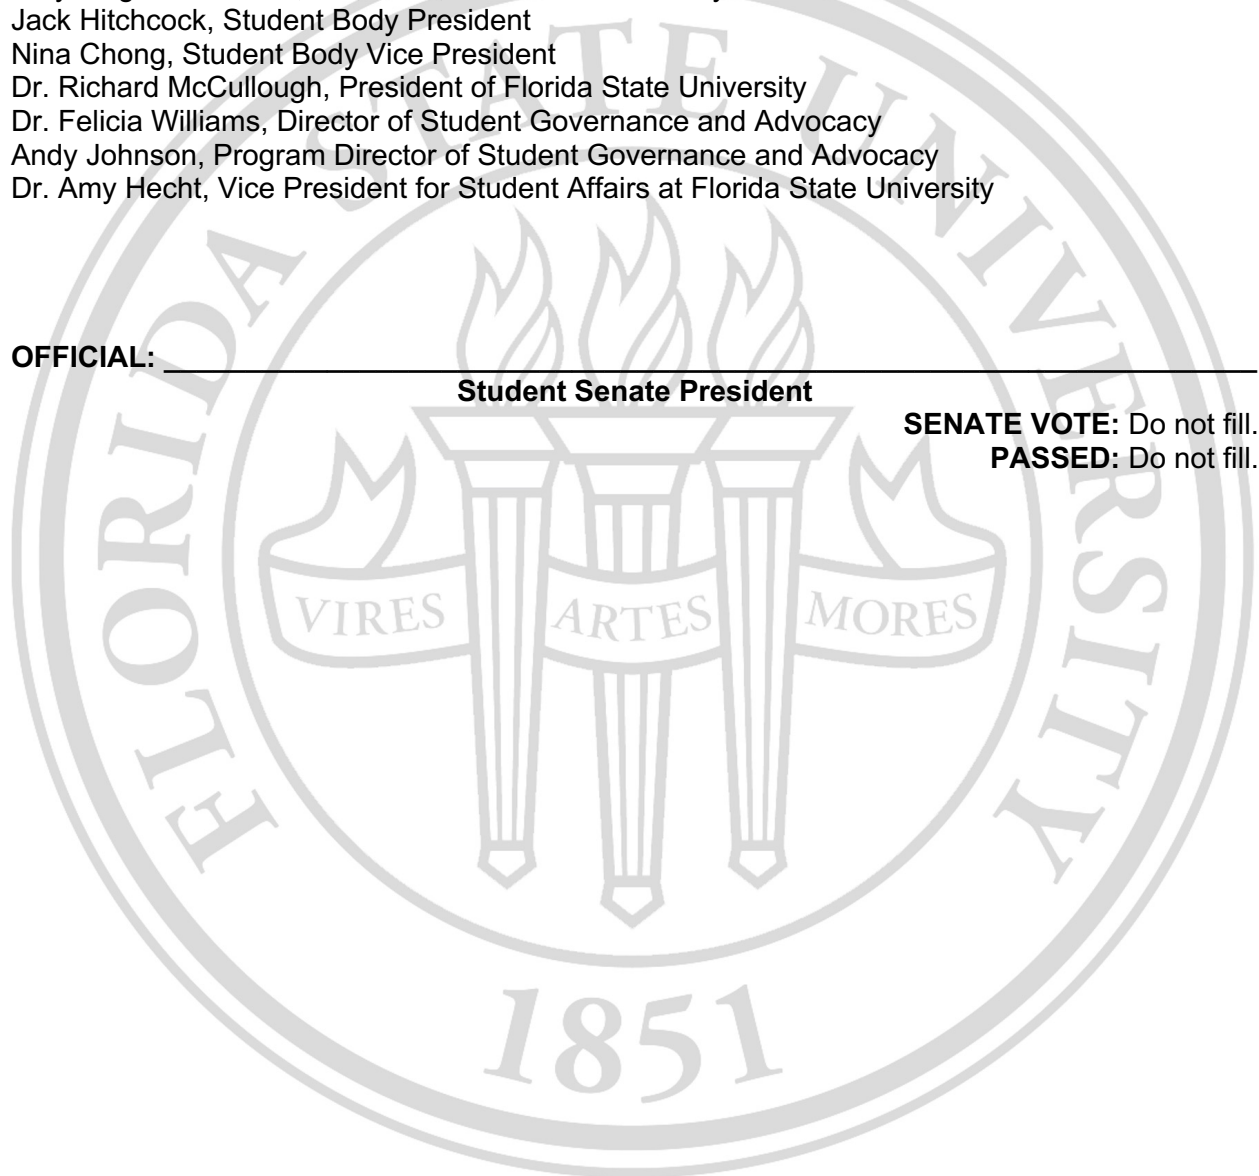 Jack Hitchcock, Student Body President
Nina Chong, Student Body Vice President
Dr. Richard McCullough, President of Florida State University
Dr. Felicia Williams, Director of Student Governance and Advocacy
Andy Johnson, Program Director of Student Governance and Advocacy
Dr. Amy Hecht, Vice President for Student Affairs at Florida State University
OFFICIAL:
Student Senate President
SENATE VOTE: Do not fill.
PASSED: Do not fill.
FLORIDA STATE UNIVERSITY
VIRES ARTES MORES
1851